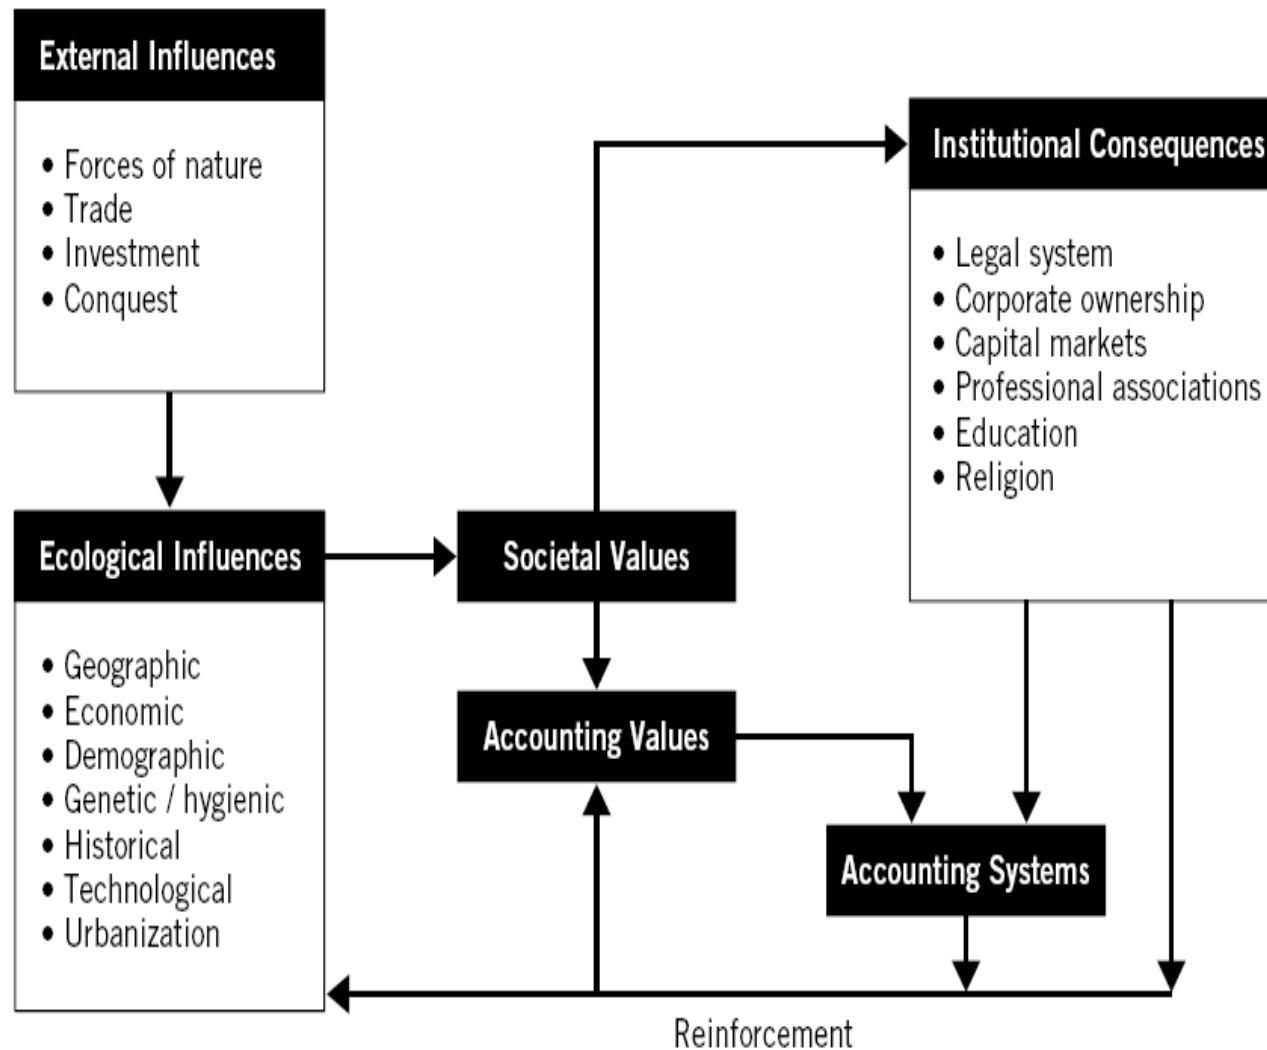 External Influences
• Forces of nature
• Trade
• Investment
• Conquest
Institutional Consequences
• Legal system
• Corporate ownership
• Capital markets
• Professional associations
• Education
• Religion
Ecological Influences
• Geographic
• Economic
• Demographic
• Genetic / hygienic
• Historical
• Technological
• Urbanization
Societal Values
Accounting Values
Accounting Systems
Reinforcement